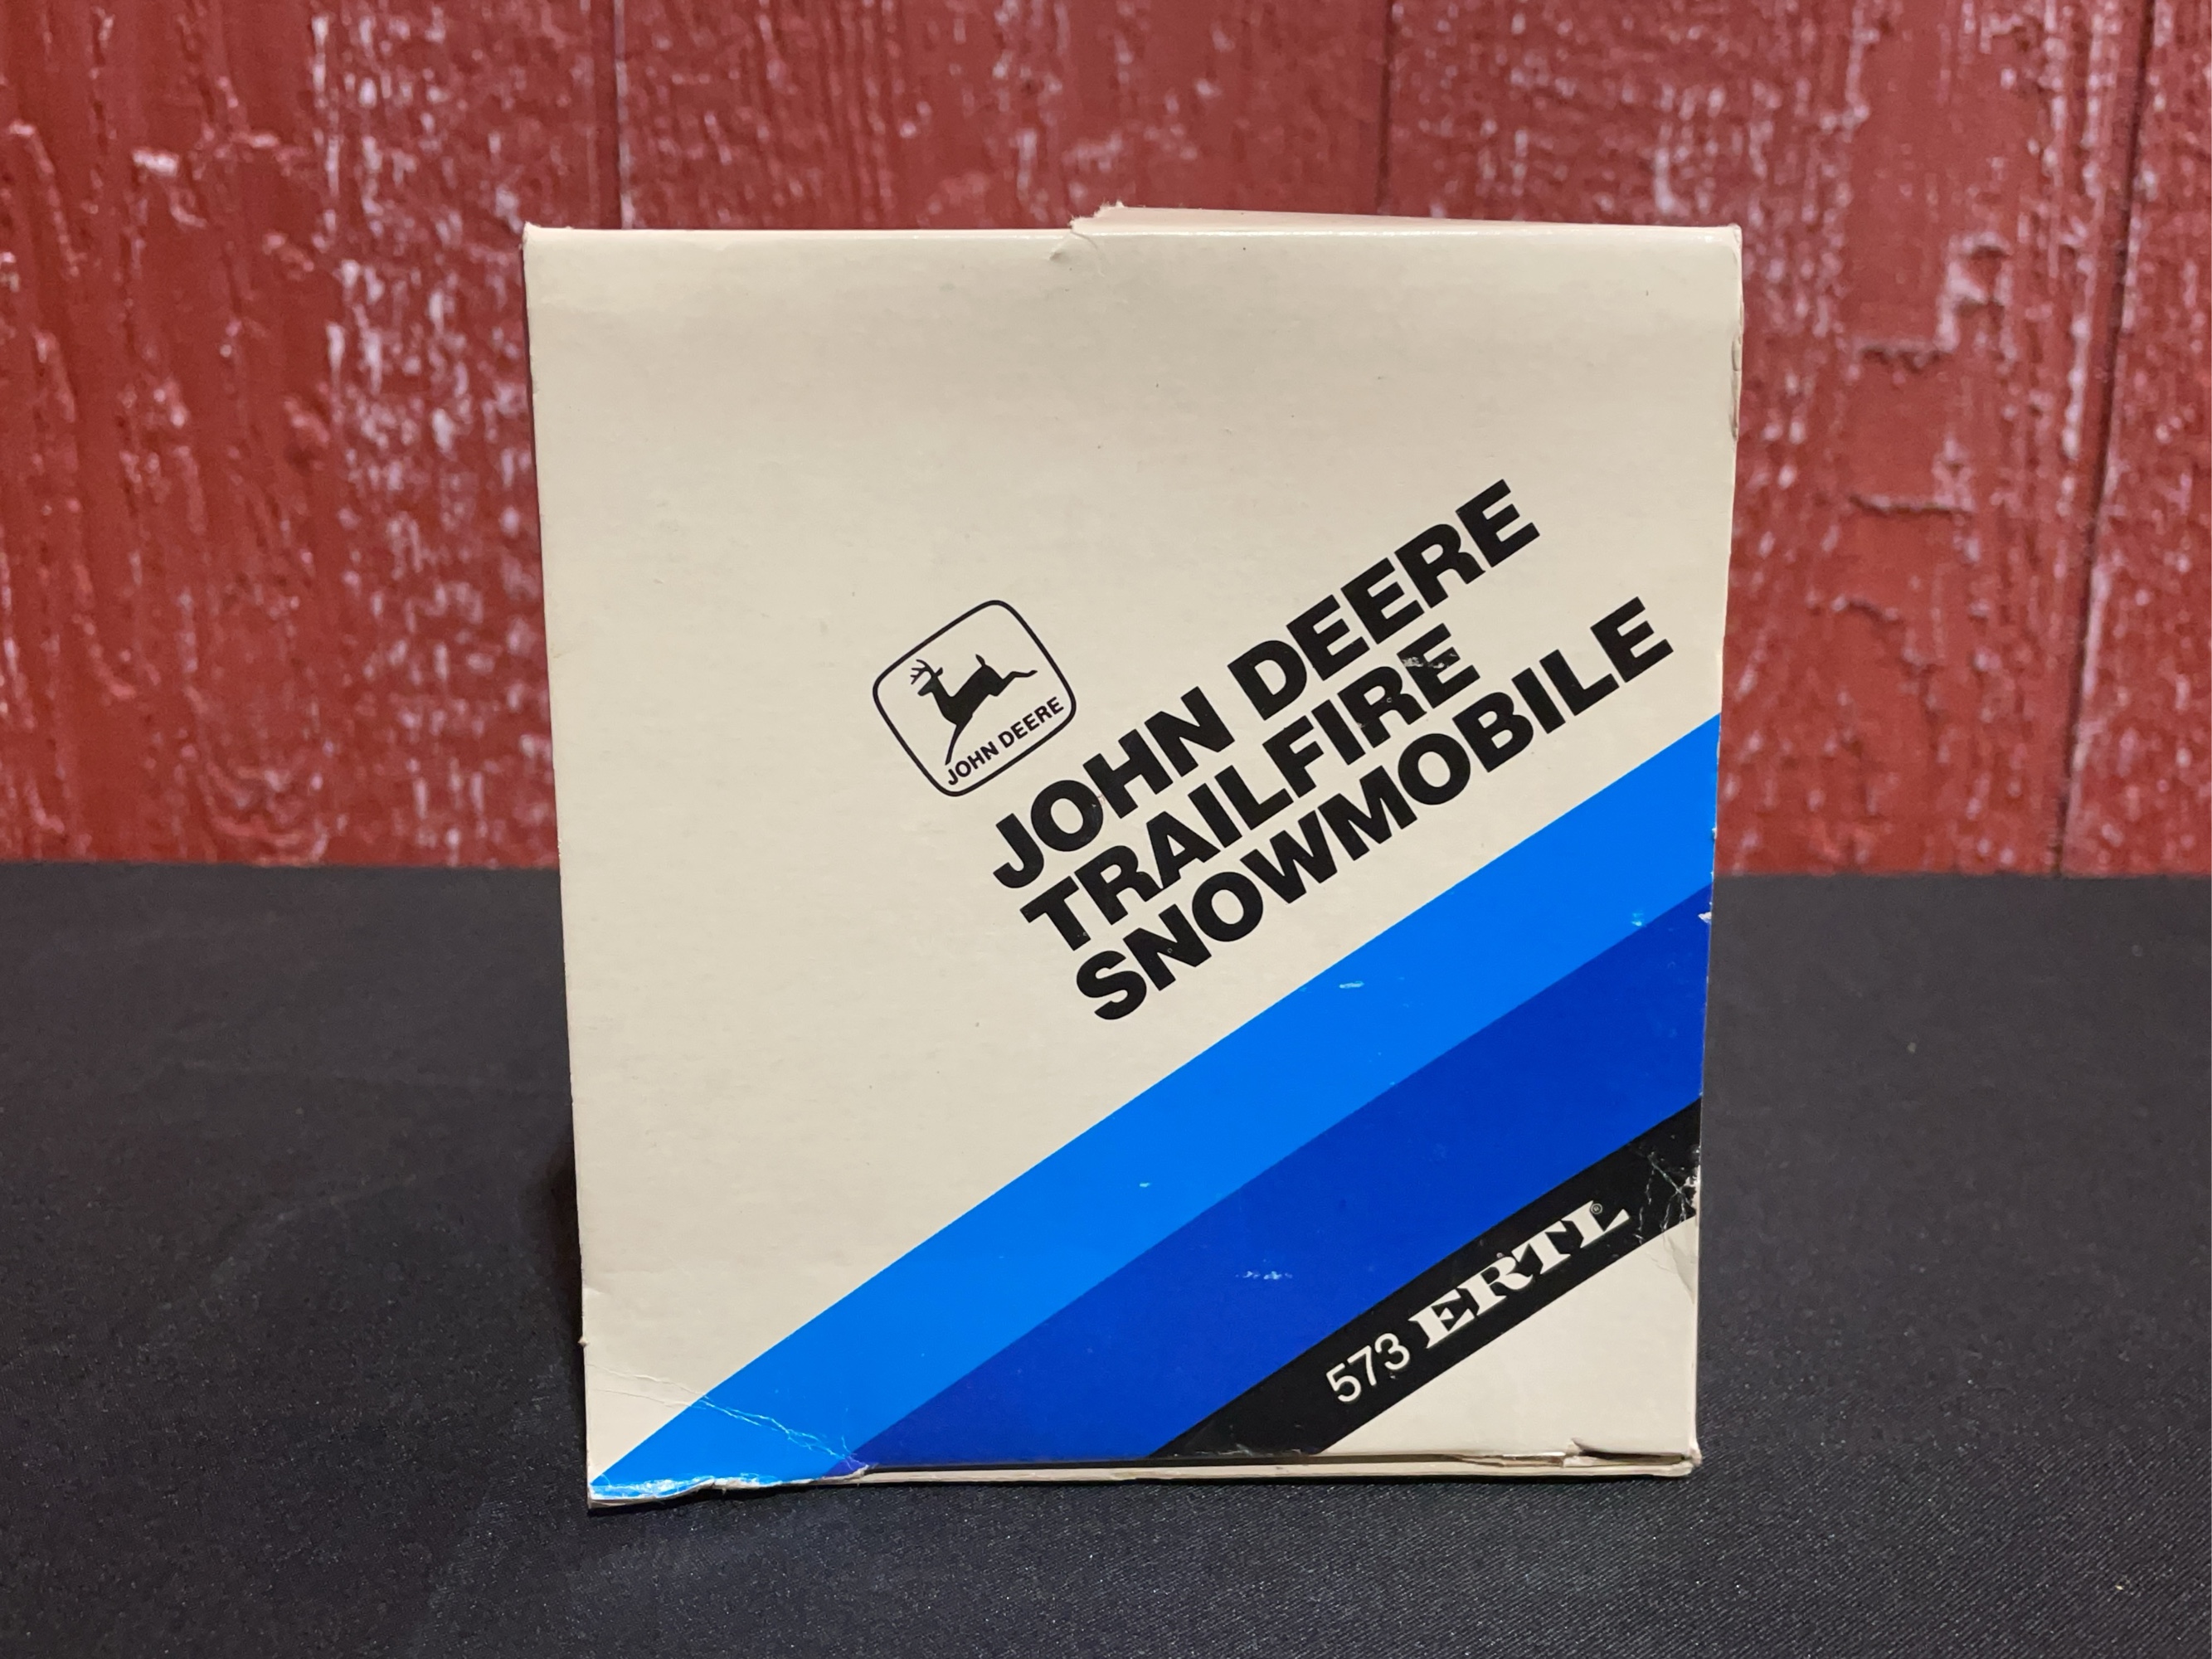 JOHN DEERE
JOHN DEERE
TRAILFIRE
SNOWMOBILE
573 ERTL®